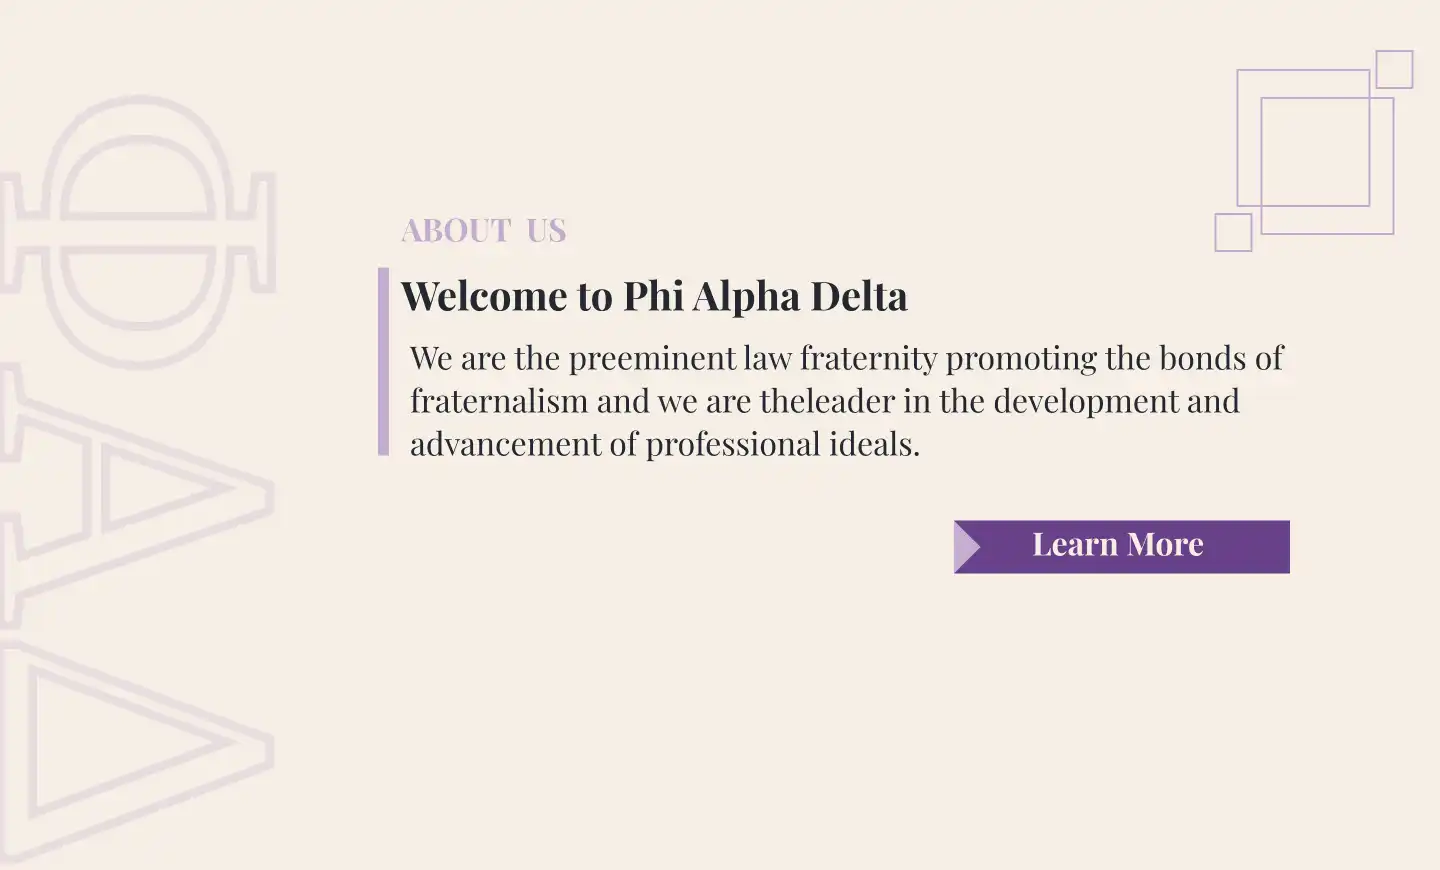 ΦΑΔ
ABOUT US
Welcome to Phi Alpha Delta
We are the preeminent law fraternity promoting the bonds of
fraternalism and we are theleader in the development and
advancement of professional ideals.
Learn More